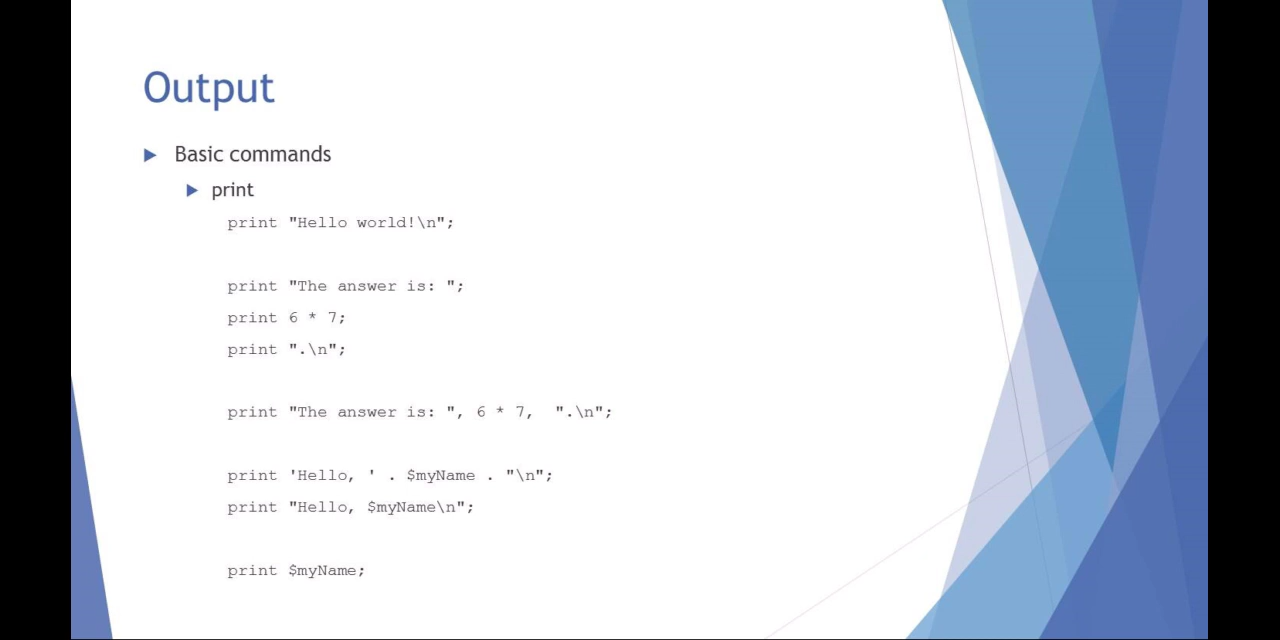 Output
Basic commands
print
print "Hello world!\n";
print "The answer is: ";
print 6 * 7;
print ".\n";
print "The answer is: ", 6 * 7,  ".\n";
print 'Hello, ' . $myName . "\n";
print "Hello, $myName\n";
print $myName;